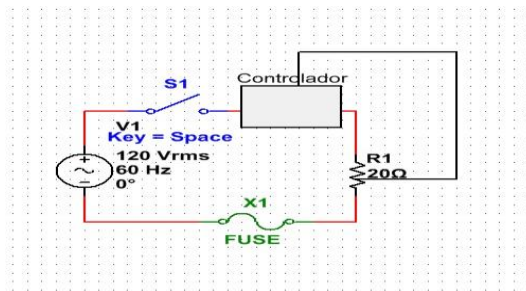 S1
Controlador
V1
Key = Space
120 Vrms
60 Hz
0°
R1
20Ω
X1
FUSE